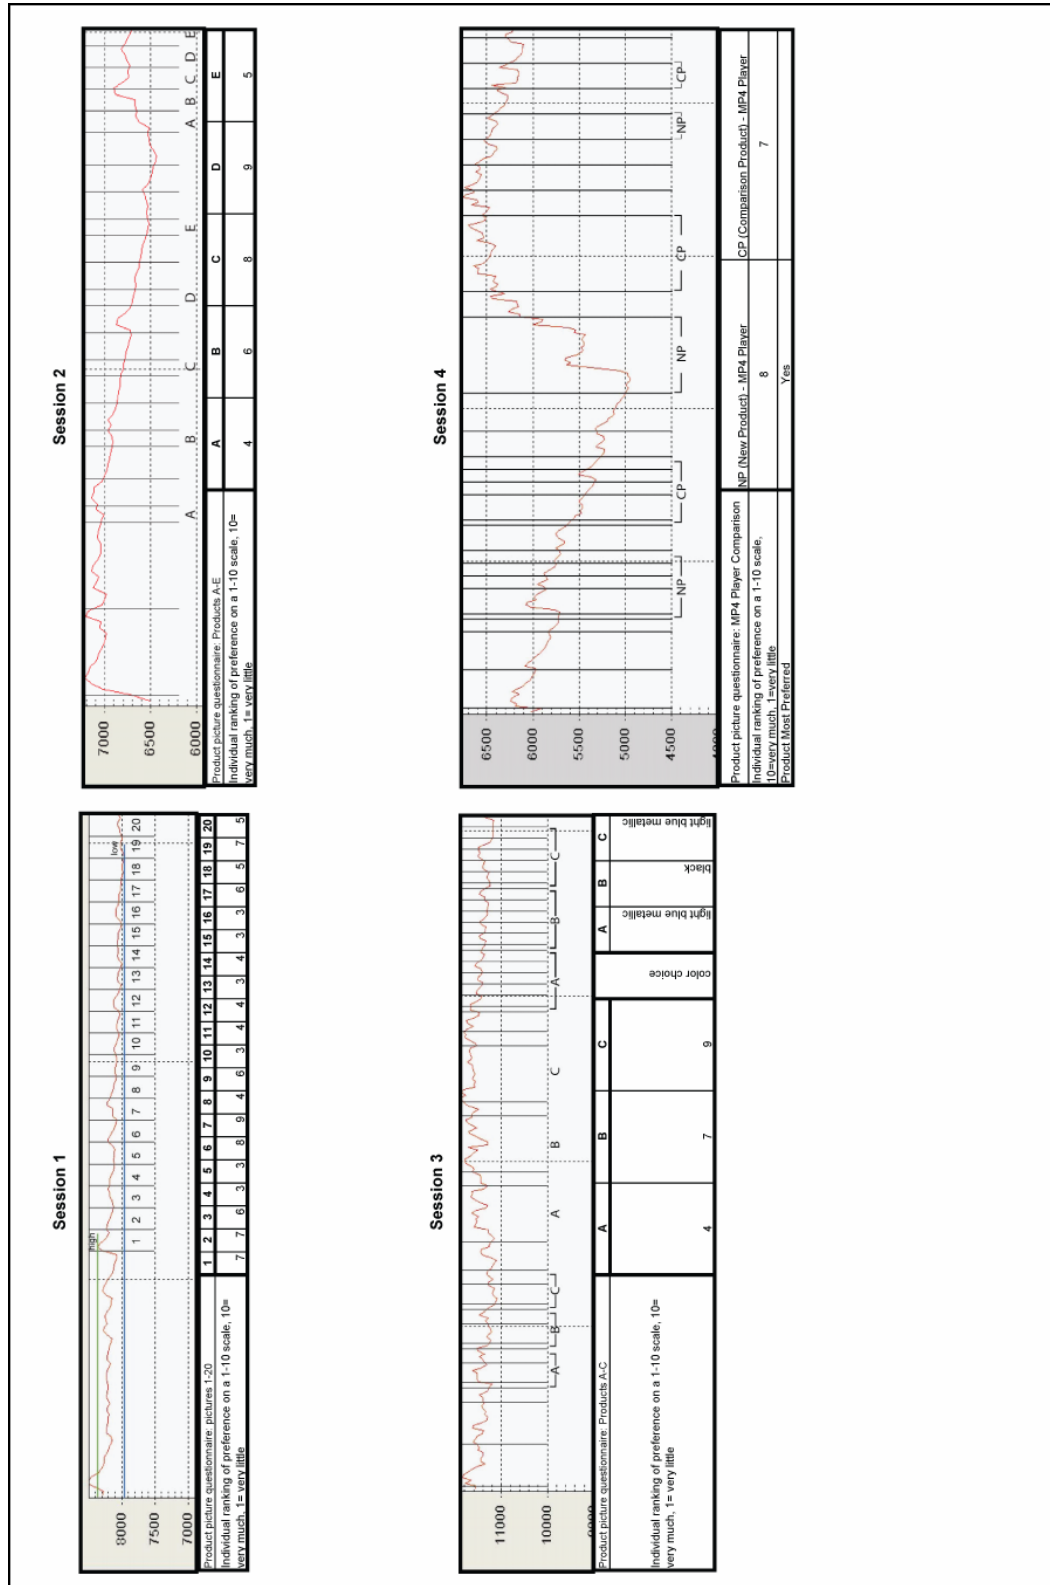 Session 1
high
low
8000
7500
7000
1 2 3 4 5 6 7 8 9 10 11 12 13 14 15 16 17 18 19 20
Product picture questionnaire: pictures 1-20 1 2 3 4 5 6 7 8 9 10 11 12 13 14 15 16 17 18 19 20
Individual ranking of preference on a 1-10 scale, 10= 7 7 6 3 3 8 9 4 6 3 4 4 3 4 3 3 6 5 7 5
very much, 1= very little
Session 2
7000
6500
6000
A B C D E A B C D E
Product picture questionnaire: Products A-E A B C D E
Individual ranking of preference on a 1-10 scale, 10= 4 6 8 9 5
very much, 1= very little
Session 3
11000
10000
A B C A B C A B C
Product picture questionnaire: Products A-C A B C color choice A B C
Individual ranking of preference on a 1-10 scale, 10= 4 7 9 light blue metallic black light blue metallic
very much, 1= very little
Session 4
6500
6000
5500
5000
4500
4000
NP CP NP CP NP CP
Product picture questionnaire: MP4 Player Comparison NP (New Product) - MP4 Player CP (Comparison Product) - MP4 Player
Individual ranking of preference on a 1-10 scale, 8 7
10=very much, 1=very little
Product Most Preferred Yes